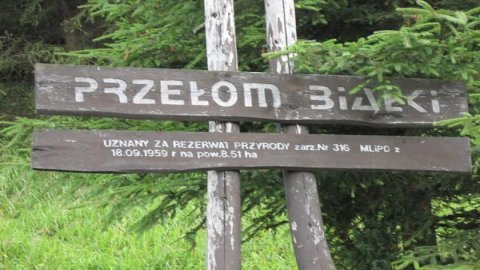 PRZEŁOM BIAŁKI
UZNANY ZA REZERWAT PRZYRODY zarz.Nr 316 MLiPD z
18.09.1959 r na pow.8.51 ha